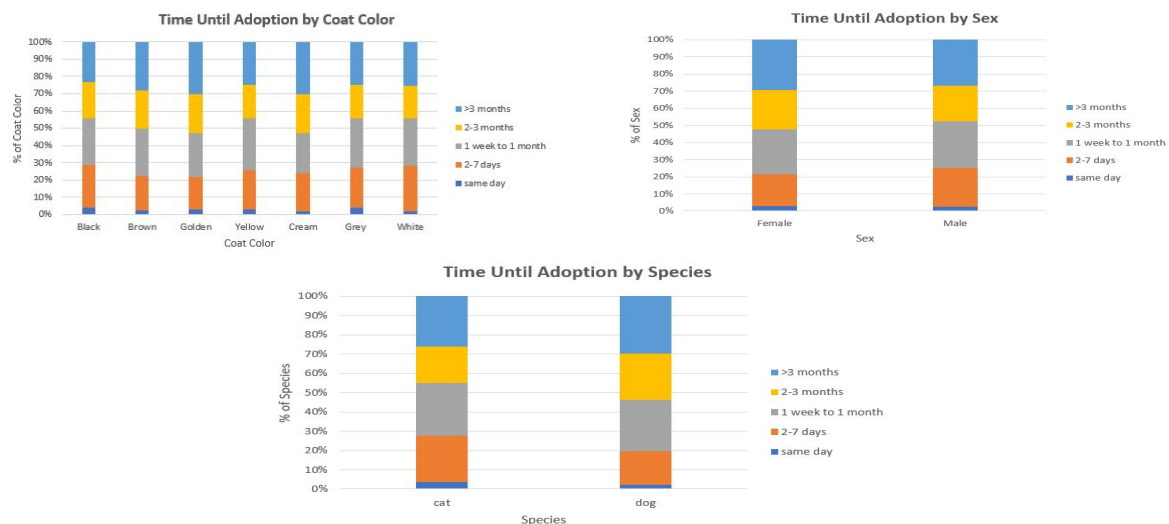 Time Until Adoption by Coat Color
100%
90%
80%
70%
60%
50%
40%
30%
20%
10%
0%
% of Coat Color
Black Brown Golden Yellow Cream Grey White
Coat Color
>3 months
2-3 months
1 week to 1 month
2-7 days
same day
Time Until Adoption by Sex
100%
90%
80%
70%
60%
50%
40%
30%
20%
10%
0%
% of Sex
Female Male
Sex
>3 months
2-3 months
1 week to 1 month
2-7 days
same day
Time Until Adoption by Species
100%
90%
80%
70%
60%
50%
40%
30%
20%
10%
0%
% of Species
cat dog
Species
>3 months
2-3 months
1 week to 1 month
2-7 days
same day